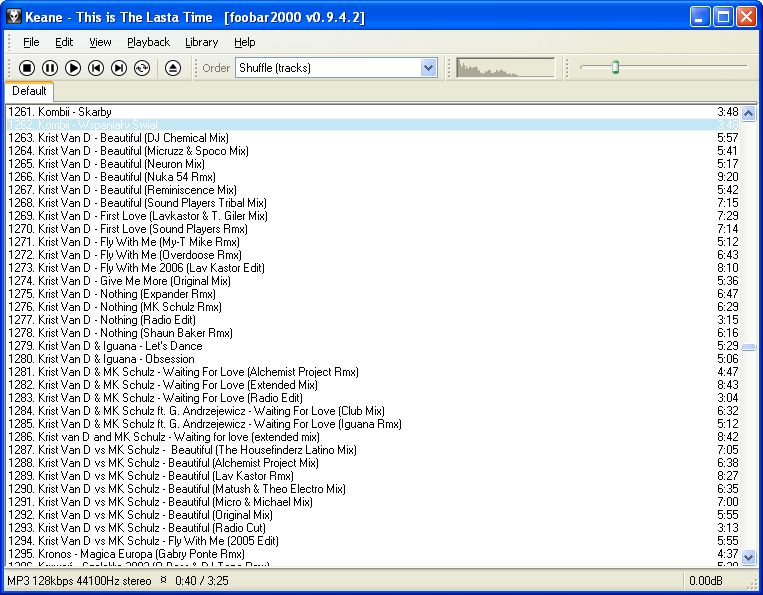 Keane - This is The Lasta Time [foobar2000 v0.9.4.2]
File Edit View Playback Library Help
Order Shuffle (tracks)
Default
1261. Kombii - Skarby 3:48
1262. Kombii - Wspaniały Świat
1263. Krist Van D - Beautiful (DJ Chemical Mix) 5:57
1264. Krist Van D - Beautiful (Micruzz & Spoco Mix) 5:41
1265. Krist Van D - Beautiful (Neuron Mix) 5:17
1266. Krist Van D - Beautiful (Nuka 54 Rmx) 9:20
1267. Krist Van D - Beautiful (Reminiscence Mix) 5:42
1268. Krist Van D - Beautiful (Sound Players Tribal Mix) 7:15
1269. Krist Van D - First Love (Lavkastor & T. Giler Mix) 7:29
1270. Krist Van D - First Love (Sound Players Rmx) 7:14
1271. Krist Van D - Fly With Me (My-T Mike Rmx) 5:12
1272. Krist Van D - Fly With Me (Overdoose Rmx) 6:43
1273. Krist Van D - Fly With Me 2006 (Lav Kastor Edit) 8:10
1274. Krist Van D - Give Me More (Original Mix) 5:36
1275. Krist Van D - Nothing (Expander Rmx) 6:47
1276. Krist Van D - Nothing (MK Schulz Rmx) 6:29
1277. Krist Van D - Nothing (Radio Edit) 3:15
1278. Krist Van D - Nothing (Shaun Baker Rmx) 6:16
1279. Krist Van D & Iguana - Let's Dance 5:29
1280. Krist Van D & Iguana - Obsession 5:06
1281. Krist Van D & MK Schulz - Waiting For Love (Alchemist Project Rmx) 4:47
1282. Krist Van D & MK Schulz - Waiting For Love (Extended Mix) 8:43
1283. Krist Van D & MK Schulz - Waiting For Love (Radio Edit) 3:04
1284. Krist Van D & MK Schulz ft. G. Andrzejewicz - Waiting For Love (Club Mix) 6:32
1285. Krist Van D & MK Schulz ft. G. Andrzejewicz - Waiting For Love (Iguana Rmx) 5:12
1286. Krist van D and MK Schulz - Waiting for love (extended mix) 8:42
1287. Krist Van D vs MK Schulz - Beautiful (The Housefinderz Latino Mix) 7:05
1288. Krist Van D vs MK Schulz - Beautiful (Alchemist Project Mix) 6:38
1289. Krist Van D vs MK Schulz - Beautiful (Lav Kastor Rmx) 8:27
1290. Krist Van D vs MK Schulz - Beautiful (Matush & Theo Electro Mix) 6:35
1291. Krist Van D vs MK Schulz - Beautiful (Micro & Michael Mix) 7:00
1292. Krist Van D vs MK Schulz - Beautiful (Original Mix) 5:55
1293. Krist Van D vs MK Schulz - Beautiful (Radio Cut) 3:13
1294. Krist Van D vs MK Schulz - Fly With Me (2005 Edit) 5:55
1295. Kronos - Magica Europa (Gabry Ponte Rmx) 4:37
MP3 128kbps 44100Hz stereo ¤ 0:40 / 3:25 0.00dB